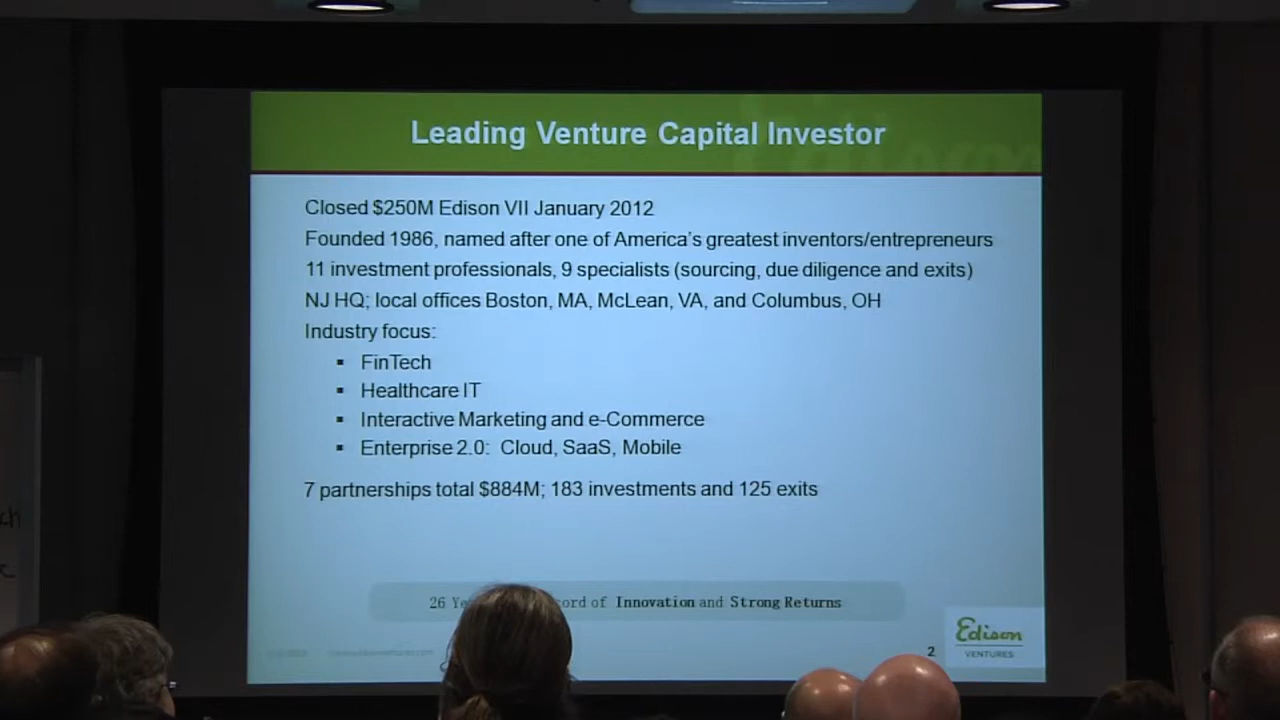 Leading Venture Capital Investor
Closed $250M Edison VII January 2012
Founded 1986, named after one of America's greatest inventors/entrepreneurs
11 investment professionals, 9 specialists (sourcing, due diligence and exits)
NJ HQ; local offices Boston, MA, McLean, VA, and Columbus, OH
Industry focus:
▪ FinTech
▪ Healthcare IT
▪ Interactive Marketing and e-Commerce
▪ Enterprise 2.0: Cloud, SaaS, Mobile
7 partnerships total $884M; 183 investments and 125 exits
26 of Innovation and Strong Returns
2
Edison
VENTURES